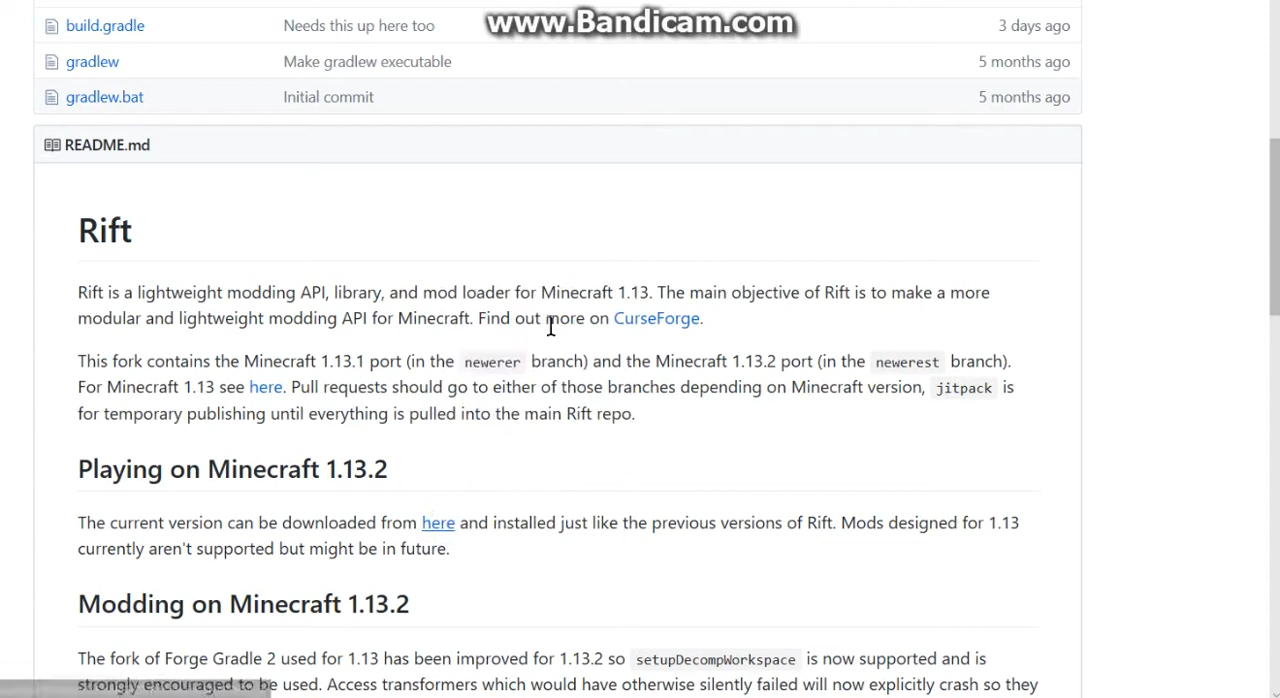 www.Bandicam.com
build.gradle Needs this up here too 3 days ago
gradlew Make gradlew executable 5 months ago
gradlew.bat Initial commit 5 months ago
README.md
Rift
Rift is a lightweight modding API, library, and mod loader for Minecraft 1.13. The main objective of Rift is to make a more
modular and lightweight modding API for Minecraft. Find out more on CurseForge.
This fork contains the Minecraft 1.13.1 port (in the newerer branch) and the Minecraft 1.13.2 port (in the newerest branch).
For Minecraft 1.13 see here. Pull requests should go to either of those branches depending on Minecraft version, jitpack is
for temporary publishing until everything is pulled into the main Rift repo.
Playing on Minecraft 1.13.2
The current version can be downloaded from here and installed just like the previous versions of Rift. Mods designed for 1.13
currently aren't supported but might be in future.
Modding on Minecraft 1.13.2
The fork of Forge Gradle 2 used for 1.13 has been improved for 1.13.2 so setupDecompWorkspace is now supported and is
strongly encouraged to be used. Access transformers which would have otherwise silently failed will now explicitly crash so they